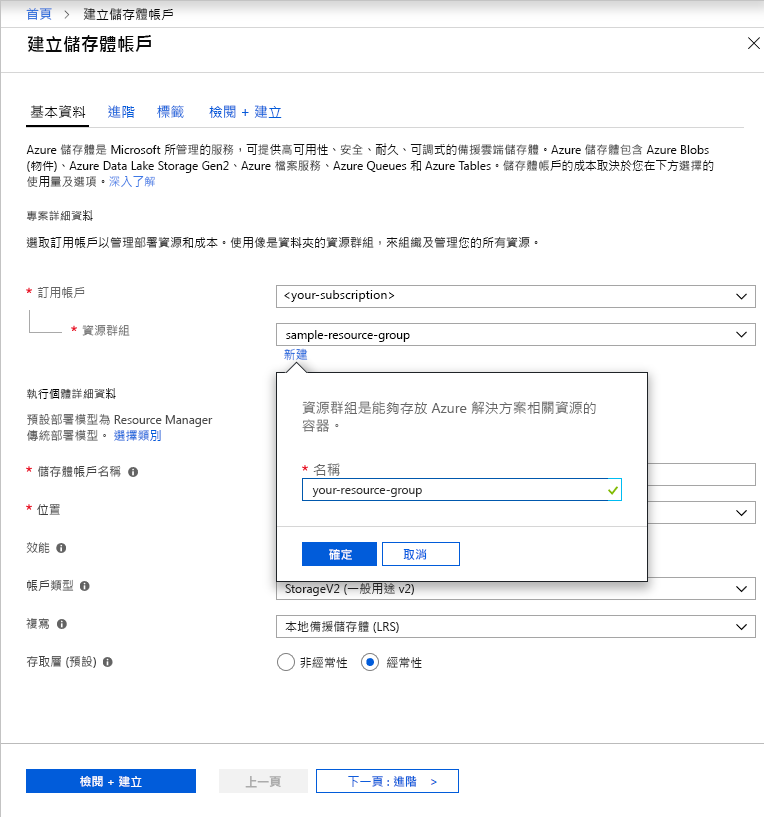 首頁 > 建立儲存體帳戶
建立儲存體帳戶
基本資料 進階 標籤 檢閱 + 建立
Azure 儲存體是 Microsoft 所管理的服務，可提供高可用性、安全、耐久、可調式的備援雲端儲存體。Azure 儲存體包含 Azure Blobs
(物件)、Azure Data Lake Storage Gen2、Azure 檔案服務、Azure Queues 和 Azure Tables。儲存體帳戶的成本取決於您在下方選擇的
使用量及選項。深入了解
專案詳細資料
選取訂用帳戶以管理部署資源和成本。使用像是資料夾的資源群組，來組織及管理您的所有資源。
* 訂用帳戶
<your-subscription>
* 資源群組
sample-resource-group
新建
資源群組是能夠存放 Azure 解決方案相關資源的
容器。
* 名稱
your-resource-group
確定 取消
執行個體詳細資料
預設部署模型為 Resource Manager
傳統部署模型。 選擇類別
* 儲存體帳戶名稱
* 位置
效能
帳戶類型
StorageV2 (一般用途 v2)
複寫
本地備援儲存體 (LRS)
存取層 (預設)
非經常性 經常性
檢閱 + 建立 上一頁 下一頁 : 進階 >